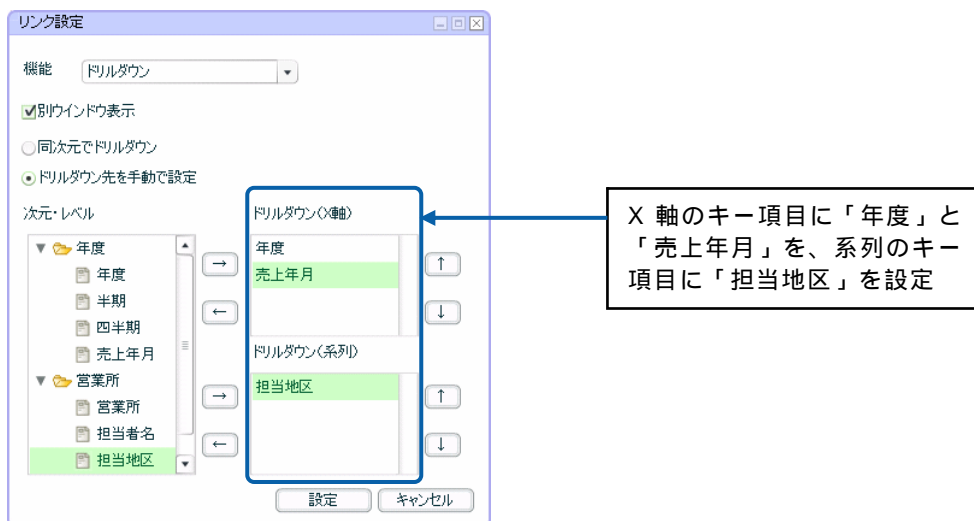 リンク設定
機能
ドリルダウン
別ウインドウ表示
同次元でドリルダウン
ドリルダウン先を手動で設定
次元・レベル
年度
年度
半期
四半期
売上年月
営業所
営業所
担当者名
担当地区
→
←
→
←
ドリルダウン(X軸)
年度
売上年月
ドリルダウン(系列)
担当地区
↑
↓
↑
↓
設定
キャンセル
X 軸のキー項目に「年度」と
「売上年月」を、系列のキー
項目に「担当地区」を設定